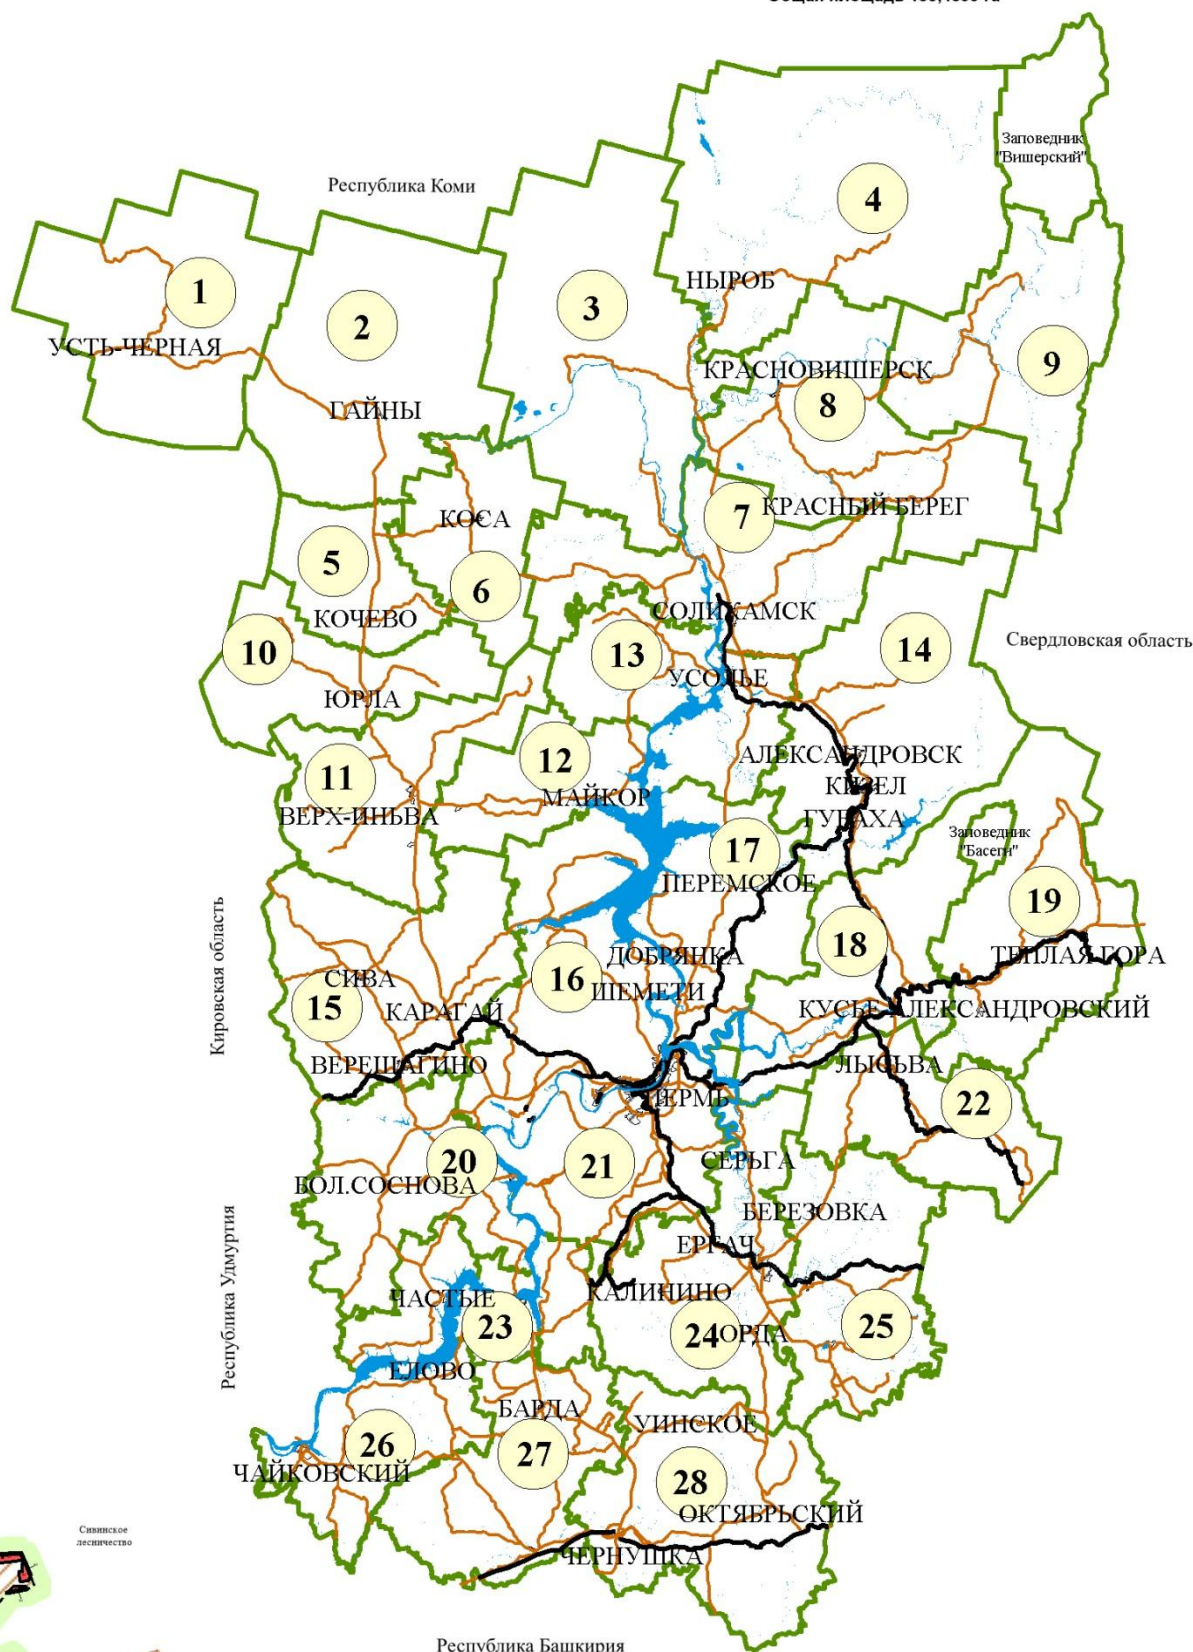 Заповедник
"Вишерский"
Республика Коми
4
1
НЫРОБ
3
2
УСТЬ-ЧЕРНАЯ
9
КРАСНОВИШЕРСК
8
ГАЙНЫ
КОСА
7
КРАСНЫЙ БЕРЕГ
5
6
КОЧЕВО
СОЛИКАМСК
10
13
14
Свердловская область
УСОЛЬЕ
ЮРЛА
12
АЛЕКСАНДРОВСК
11
КИЗЕЛ
МАЙКОР
ВЕРХ-ИНЬВА
ГУБАХА
Заповедник
"Басеги"
17
ПЕРЕМСКОЕ
19
Кировская область
18
ДОБРЯНКА
ТЕПЛАЯ ГОРА
16
СИВА
ШЕМЕТИ
15
КАРАГАЙ
КУСЬЕ-АЛЕКСАНДРОВСКИЙ
ВЕРЕЩАГИНО
ЛЫСЬВА
ПЕРМЬ
22
20
21
СЕРЬГА
БОЛ.СОСНОВА
БЕРЕЗОВКА
Республика Удмуртия
ЕРГАЧ
КАЛИНИНО
ЧАСТЫЕ
23
24
ОРДА
25
ЕЛОВО
БАРДА
УИНСКОЕ
26
27
ЧАЙКОВСКИЙ
28
ОКТЯБРЬСКИЙ
Сивинское
лесничество
ЧЕРНУШКА
Республика Башкирия